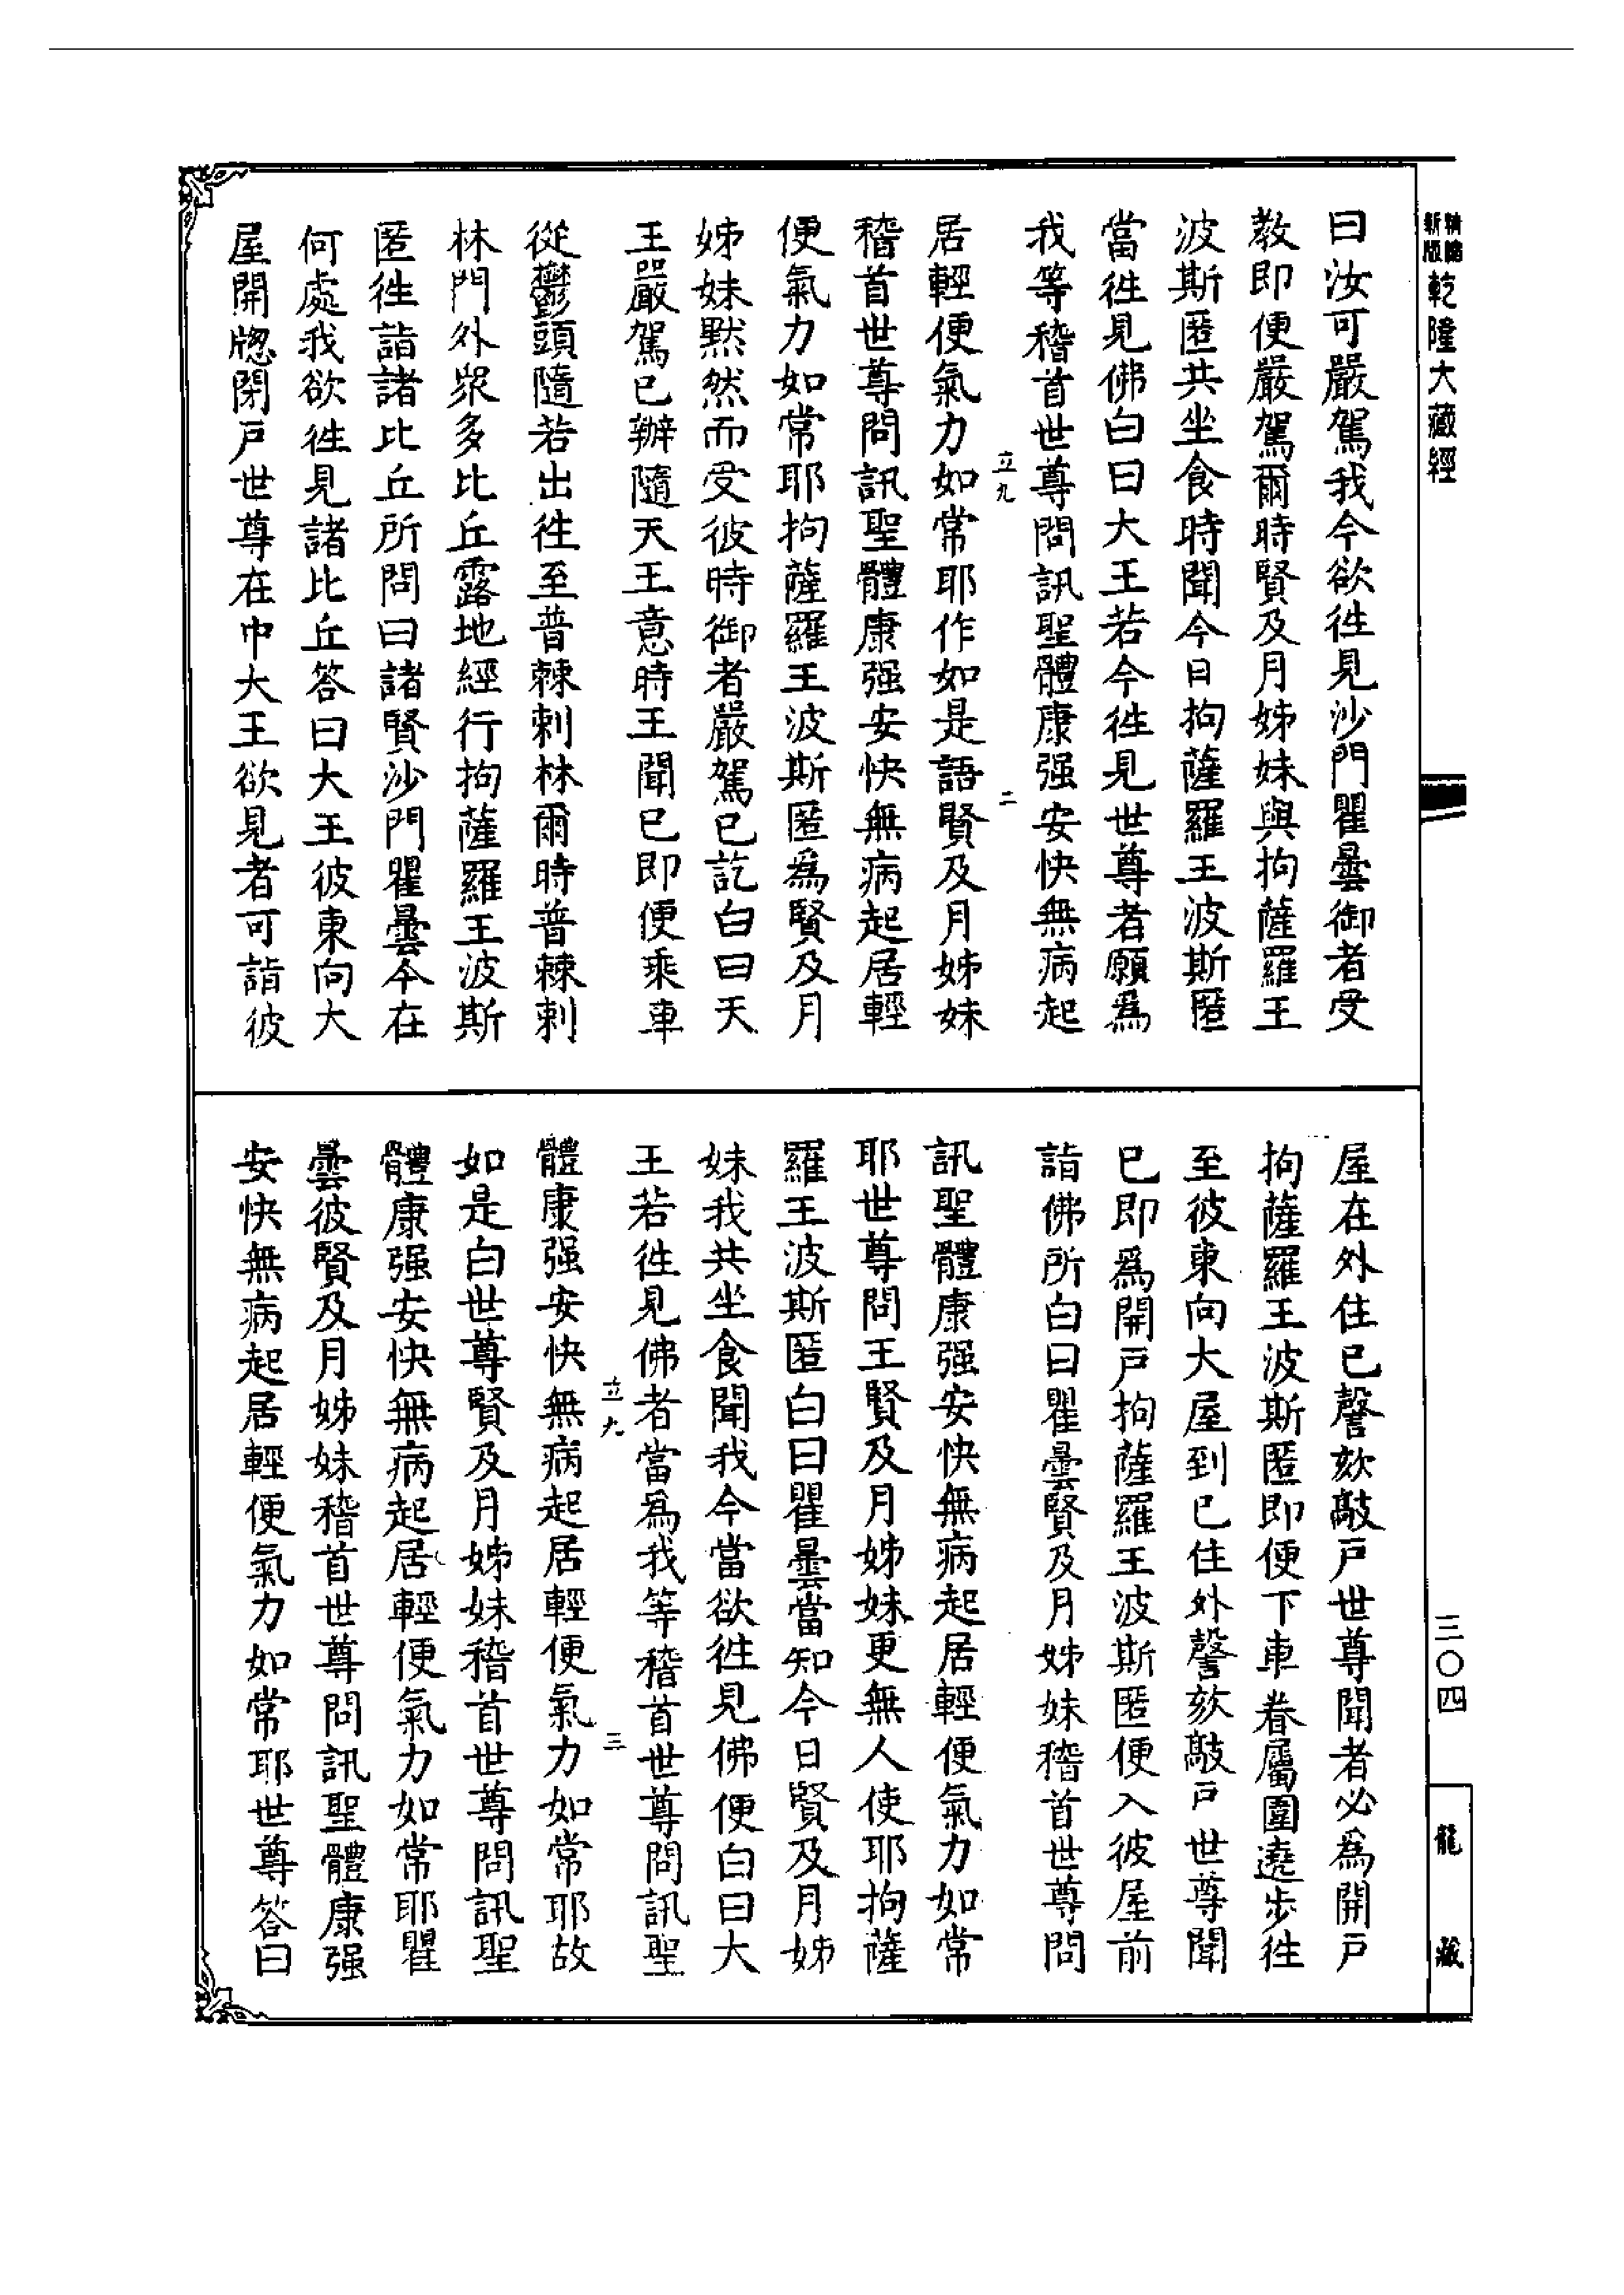 精編
新版
乾隆大藏經
曰汝可嚴駕我今欲徃見沙門瞿曇御者受
教即便嚴駕爾時賢及月姊妹與拘薩羅王
波斯匿共坐食時聞今日拘薩羅王波斯匿
當徃見佛白曰大王若今徃見世尊者願爲
我等稽首世尊問訊聖體康强安快無病起
立九
二
居輕便氣力如常耶作如是語賢及月姊妹
稽首世尊問訊聖體康强安快無病起居輕
便氣力如常耶拘薩羅王波斯匿爲賢及月
姊妹默然而受彼時御者嚴駕已訖白曰天
王嚴駕已辦隨天王意時王聞已即便乘車
從鬱頭隨若出往至普棘刺林爾時普棘刺
林門外衆多比丘露地經行拘薩羅王波斯
匿徃詣諸比丘所問曰諸賢沙門瞿曇今在
何處我欲徃見諸比丘答曰大王彼東向大
屋開牕閉戸世尊在中大王欲見者可詣彼
屋在外住已謦欬敲戸世尊聞者必爲開戸
拘薩羅王波斯匿即便下車眷屬圍遶步徃
至彼東向大屋到已住外謦欬敲戸世尊聞
已即爲開戸拘薩羅王波斯匿便入彼屋前
詣佛所白曰瞿曇賢及月姊妹稽首世尊問
訊聖體康强安快無病起居輕便氣力如常
耶世尊問王賢及月姊妹更無人使耶拘薩
羅王波斯匿白曰瞿曇當知今日賢及月姊
妹我共坐食聞我今當欲徃見佛便白曰大
王若徃見佛者當爲我等稽首世尊問訊聖
立九
三
體康强安快無病起居輕便氣力如常耶故
如是白世尊賢及月姊妹稽首世尊問訊聖
體康强安快無病起居輕便氣力如常耶瞿
曇彼賢及月姊妹稽首世尊問訊聖體康强
安快無病起居輕便氣力如常耶世尊答曰
三〇四
龍藏